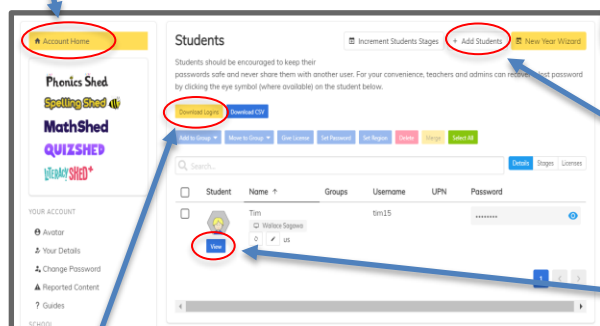 Account Home
Phonics Shed
Spelling Shed
MathShed
QUIZSHED
LITERACY SHED+
YOUR ACCOUNT
Avatar
Your Details
Change Password
Reported Content
? Guides
SCHOOL
Students
Increment Students Stages
+ Add Students
New Year Wizard
Students should be encouraged to keep their
passwords safe and never share them with another user. For your convenience, teachers and admins can recover lost password
by clicking the eye symbol (where available) on the student below.
Download Logins
Download CSV
Add to Group
Move to Group
Give License
Set Password
Set Region
Delete
Merge
Select All
Search...
Details
Stages
Licenses
Student Name ↑ Groups Username UPN Password
Tim tim15 ........
Wallace Sagawa
0 us
View
1 < >